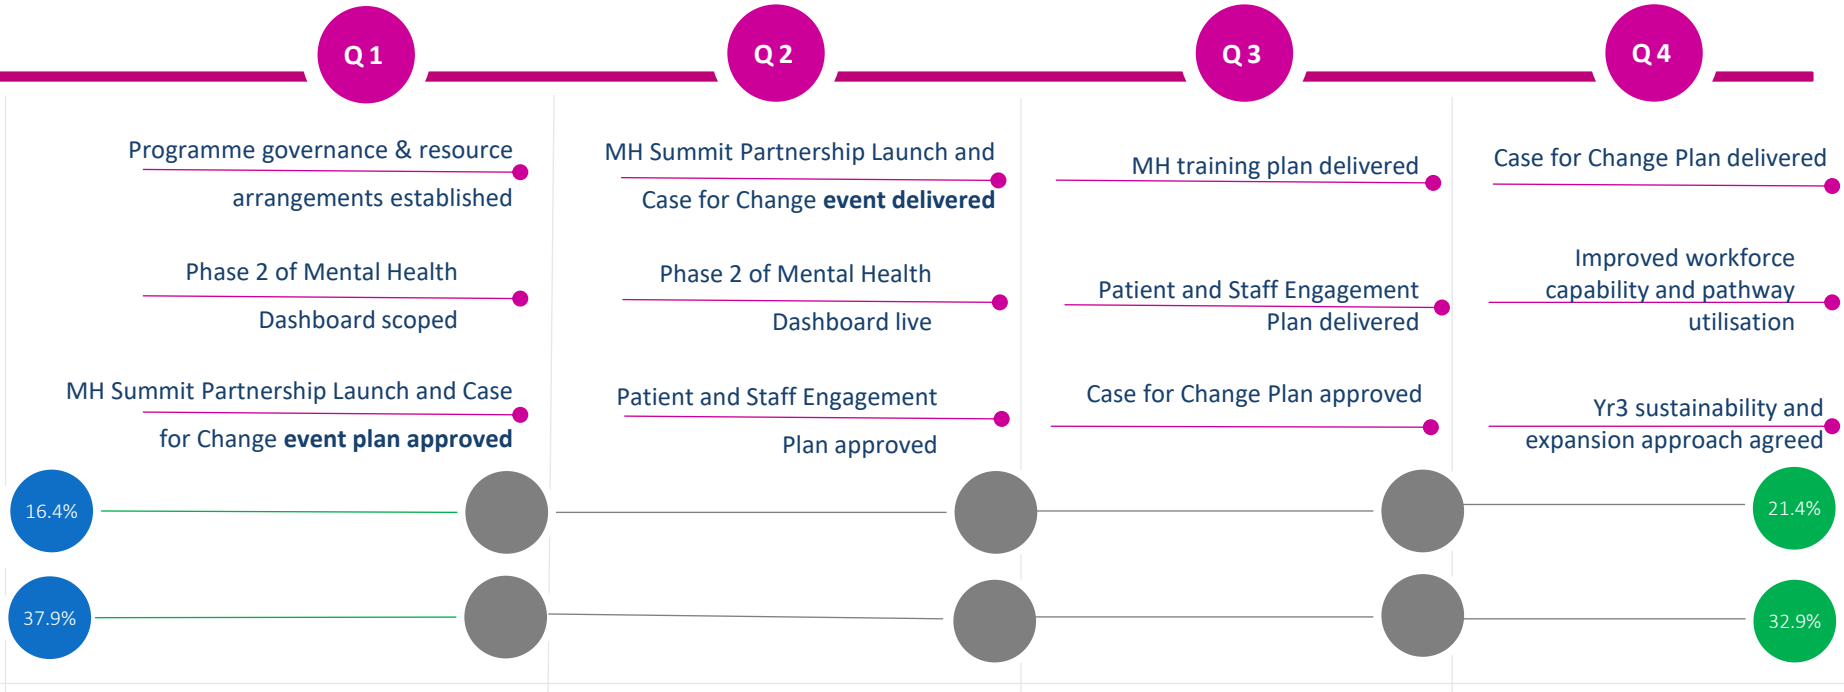 Q1
Q2
Q3
Q4
Programme governance & resource
arrangements established
Phase 2 of Mental Health
Dashboard scoped
MH Summit Partnership Launch and Case
for Change event plan approved
MH Summit Partnership Launch and
Case for Change event delivered
Phase 2 of Mental Health
Dashboard live
Patient and Staff Engagement
Plan approved
MH training plan delivered
Patient and Staff Engagement
Plan delivered
Case for Change Plan approved
Case for Change Plan delivered
Improved workforce
capability and pathway
utilisation
Yr3 sustainability and
expansion approach agreed
16.4%
21.4%
37.9%
32.9%